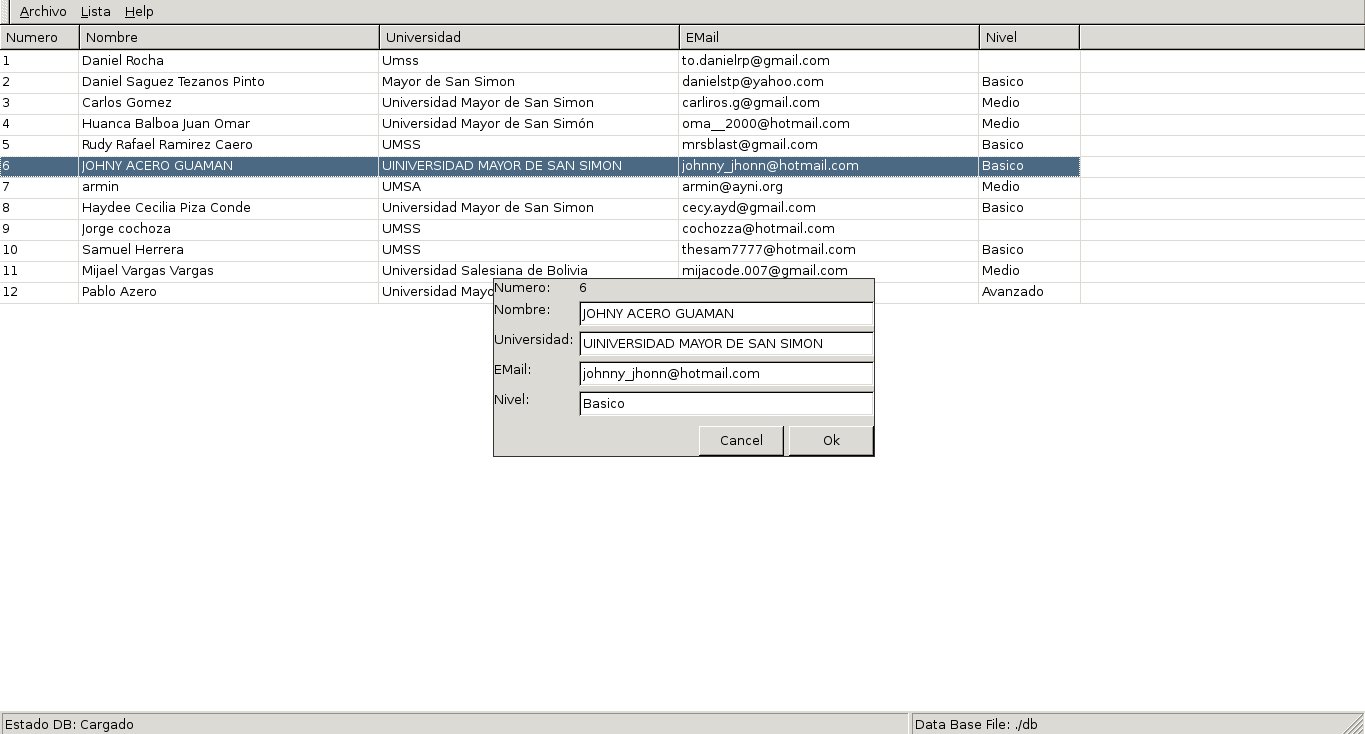 Archivo Lista Help
Numero Nombre Universidad EMail Nivel
1 Daniel Rocha Umss to.danielrp@gmail.com
2 Daniel Saguez Tezanos Pinto Mayor de San Simon danielstp@yahoo.com Basico
3 Carlos Gomez Universidad Mayor de San Simon carliros.g@gmail.com Medio
4 Huanca Balboa Juan Omar Universidad Mayor de San Simón oma__2000@hotmail.com Medio
5 Rudy Rafael Ramirez Caero UMSS mrsblast@gmail.com Basico
6 JOHNY ACERO GUAMAN UINIVERSIDAD MAYOR DE SAN SIMON johnny_jhonn@hotmail.com Basico
7 armin UMSA armin@ayni.org Medio
8 Haydee Cecilia Piza Conde Universidad Mayor de San Simon cecy.ayd@gmail.com Basico
9 Jorge cochoza UMSS cochozza@hotmail.com
10 Samuel Herrera UMSS thesam7777@hotmail.com Basico
11 Mijael Vargas Vargas Universidad Salesiana de Bolivia mijacode.007@gmail.com Medio
12 Pablo Azero Universidad Mayo Avanzado
Numero: 6
Nombre: JOHNY ACERO GUAMAN
Universidad: UINIVERSIDAD MAYOR DE SAN SIMON
EMail: johnny_jhonn@hotmail.com
Nivel: Basico
Cancel Ok
Estado DB: Cargado Data Base File: ./db